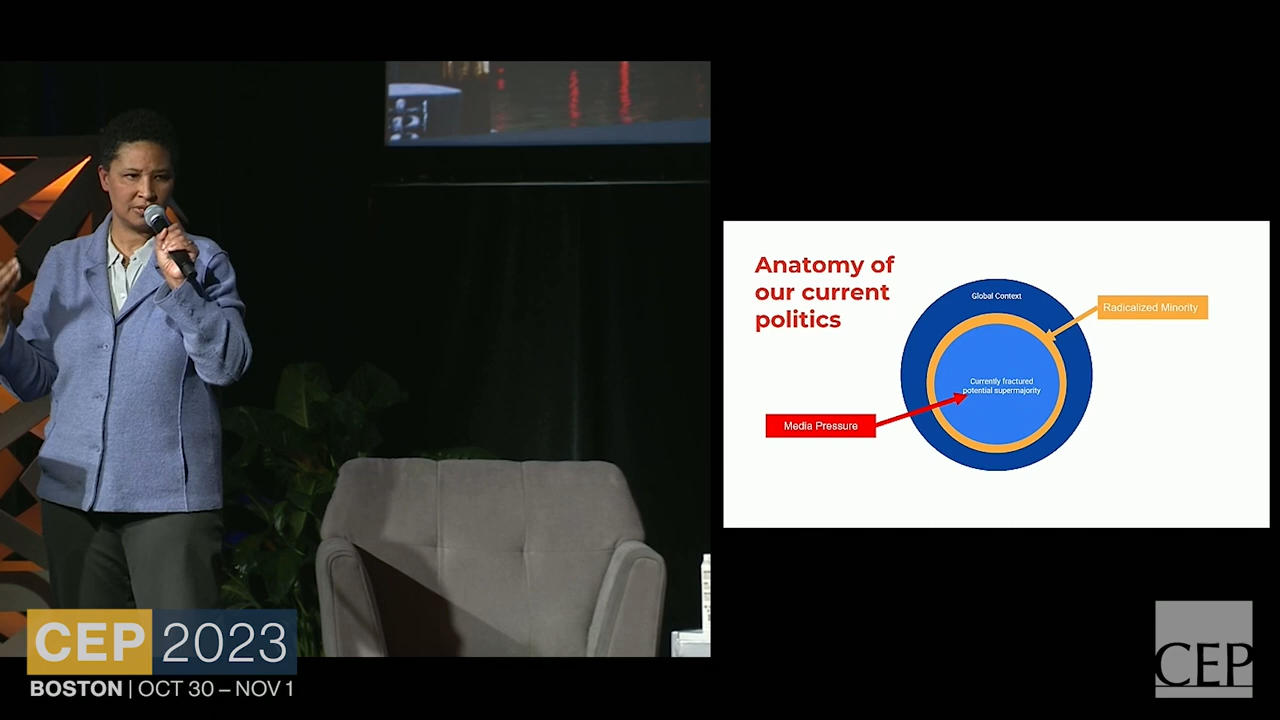 Anatomy of
our current
politics
Global Context
Radicalized Minority
Currently fractured
potential supermajority
Media Pressure
CEP 2023
BOSTON | OCT 30 – NOV 1
CEP